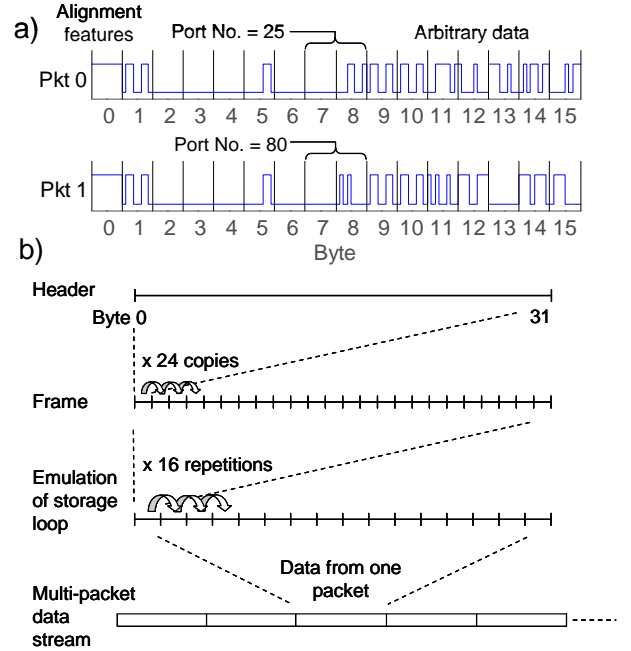 a)
Alignment
features
Port No. = 25
Arbitrary data
Pkt 0
0 1 2 3 4 5 6 7 8 9 10 11 12 13 14 15
Port No. = 80
Pkt 1
0 1 2 3 4 5 6 7 8 9 10 11 12 13 14 15
Byte
b)
Header
Byte 0
31
x 24 copies
Frame
x 16 repetitions
Emulation
of storage
loop
Data from one
packet
Multi-packet
data
stream